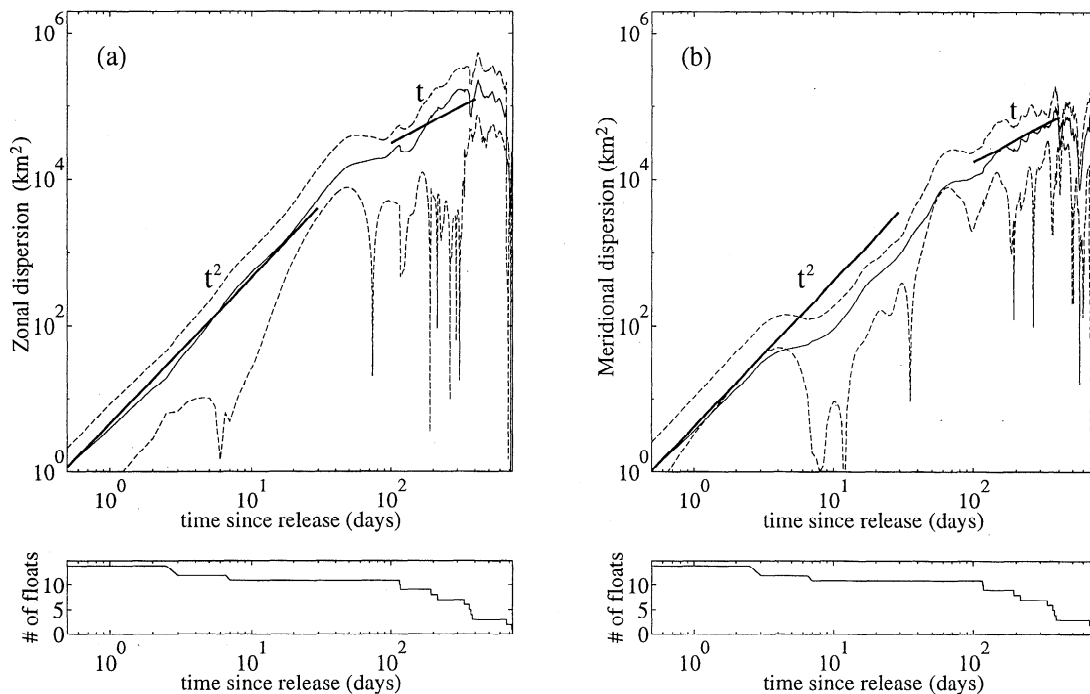 (a)
10^6
10^4
10^2
10^0
Zonal dispersion (km^2)
t^2
t
10^0 10^1 10^2
time since release (days)
# of floats
10
5
0
10^0 10^1 10^2
time since release (days)
(b)
10^6
10^4
10^2
10^0
Meridional dispersion (km^2)
t^2
t
10^0 10^1 10^2
time since release (days)
# of floats
10
5
0
10^0 10^1 10^2
time since release (days)